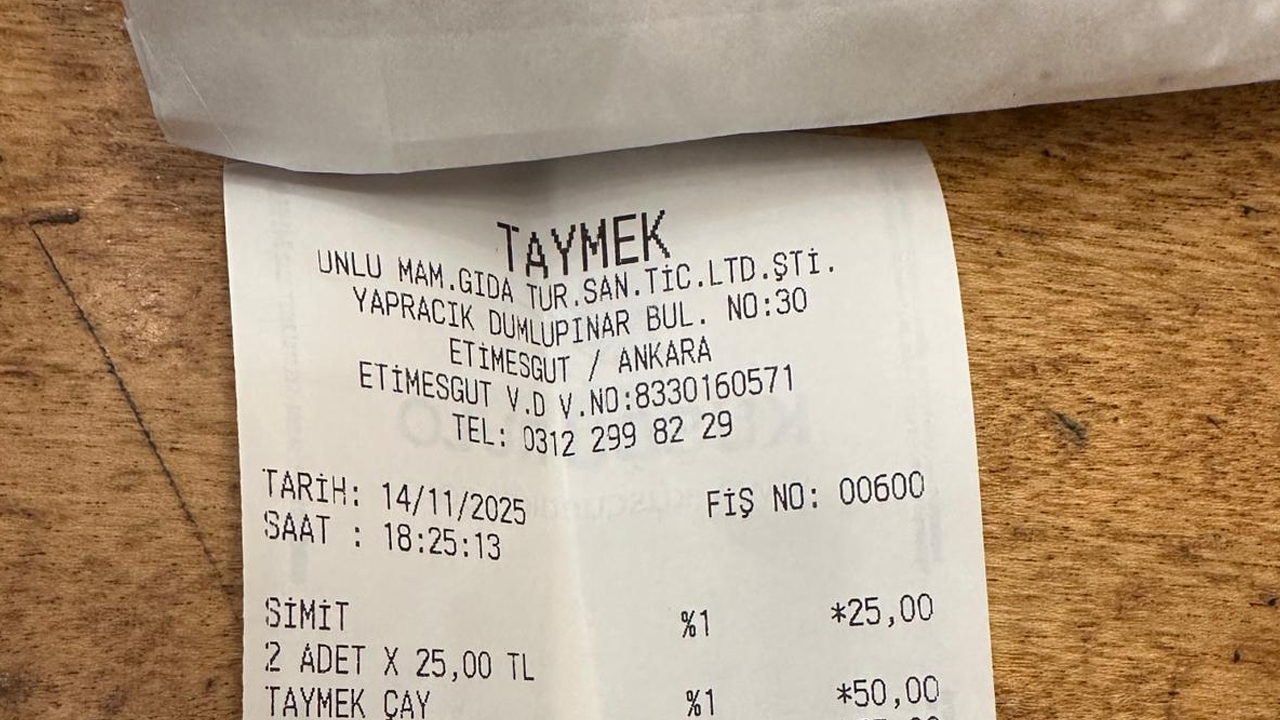 TAYMEK
UNLU MAM.GIDA TUR.SAN.TİC.LTD.ŞTİ.
YAPRACIK DUMLUPINAR BUL. NO:30
ETİMESGUT / ANKARA
ETİMESGUT V.D V.NO:8330160571
TEL: 0312 299 82 29
TARİH: 14/11/2025 FİŞ NO: 00600
SAAT : 18:25:13
SİMİT %1 *25,00
2 ADET X 25,00 TL
TAYMEK ÇAY %1 *50,00